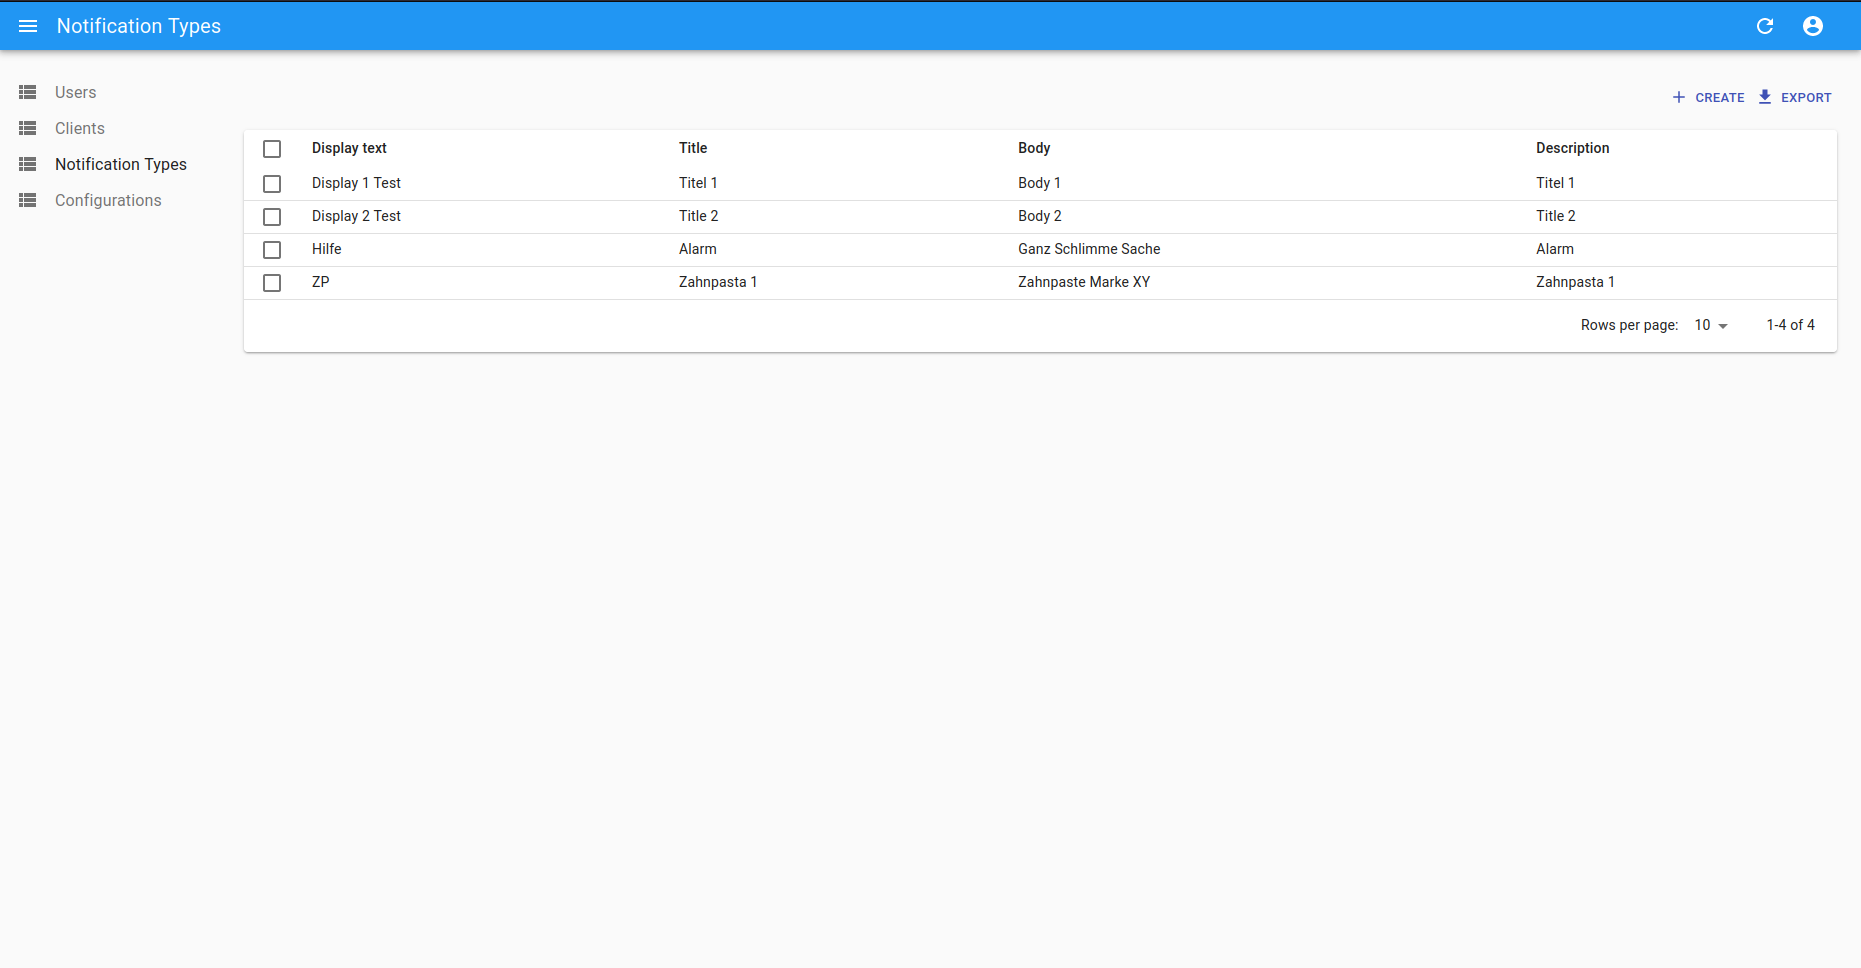 Notification Types
Users
Clients
Notification Types
Configurations
CREATE EXPORT
Display text Title Body Description
Display 1 Test Titel 1 Body 1 Titel 1
Display 2 Test Title 2 Body 2 Title 2
Hilfe Alarm Ganz Schlimme Sache Alarm
ZP Zahnpasta 1 Zahnpaste Marke XY Zahnpasta 1
Rows per page: 10 1-4 of 4